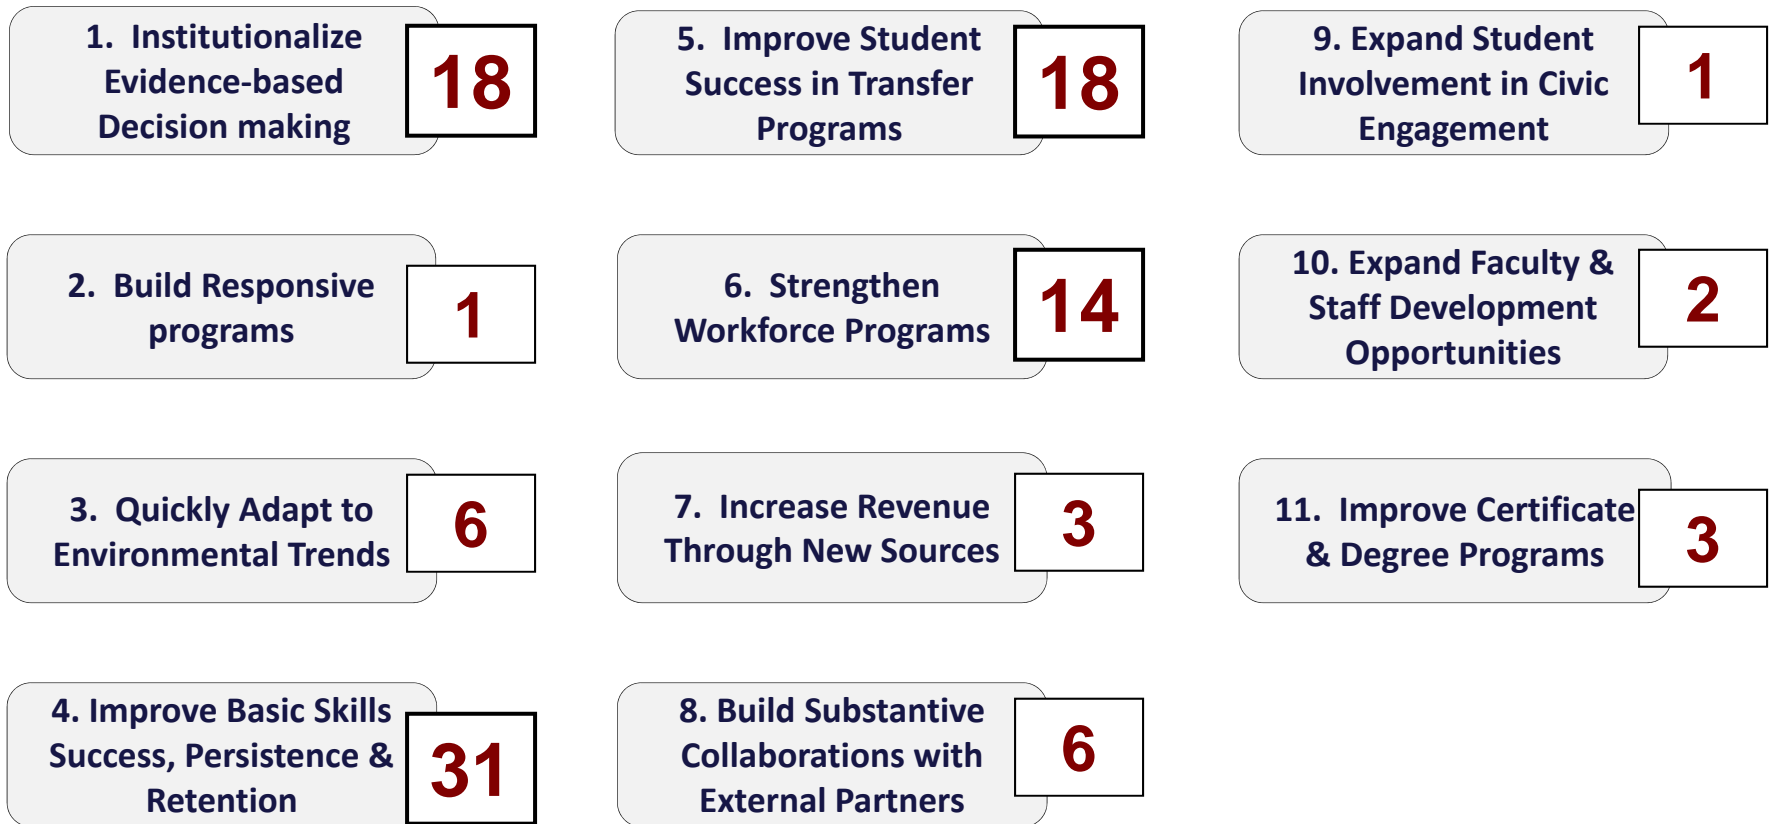 1. Institutionalize
Evidence-based
Decision making
18
2. Build Responsive
programs
1
3. Quickly Adapt to
Environmental Trends
6
4. Improve Basic Skills
Success, Persistence &
Retention
31
5. Improve Student
Success in Transfer
Programs
18
6. Strengthen
Workforce Programs
14
7. Increase Revenue
Through New Sources
3
8. Build Substantive
Collaborations with
External Partners
6
9. Expand Student
Involvement in Civic
Engagement
1
10. Expand Faculty &
Staff Development
Opportunities
2
11. Improve Certificate
& Degree Programs
3